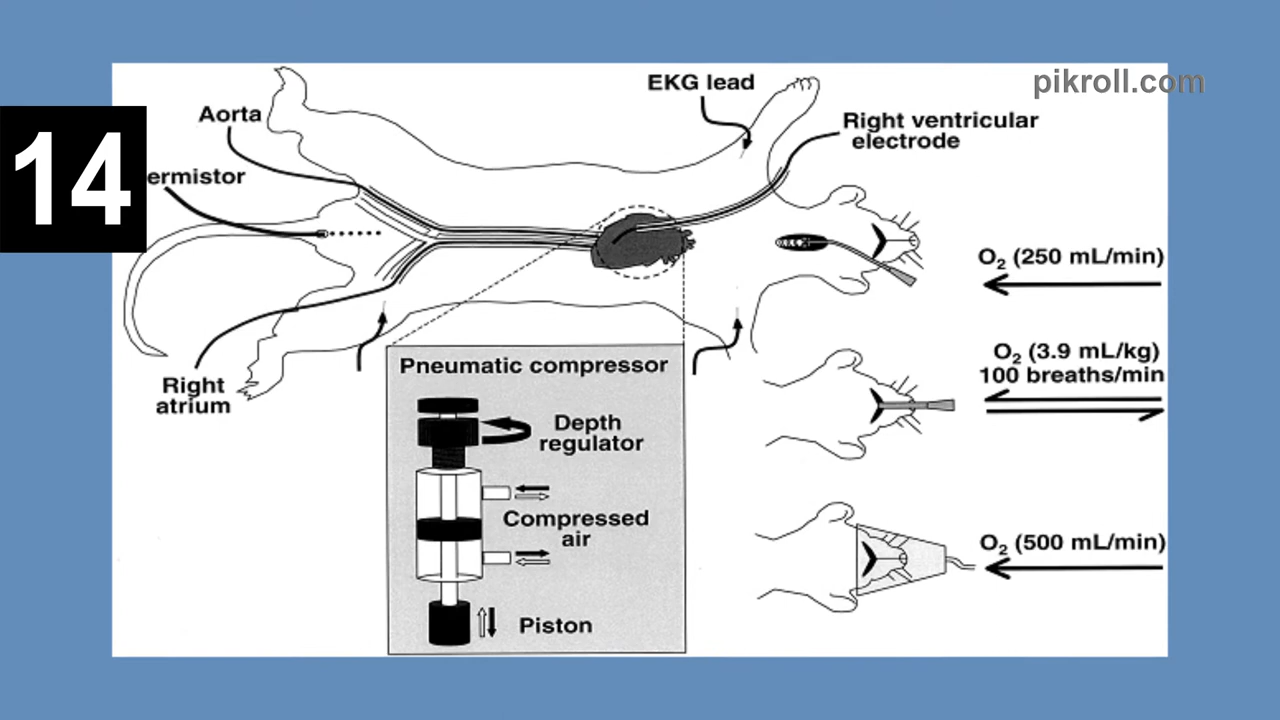 pikroll.com
14
EKG lead
Aorta
Right ventricular
electrode
ermistor
O₂ (250 mL/min)
O₂ (3.9 mL/kg)
100 breaths/min
Right
atrium
Pneumatic compressor
Depth
regulator
Compressed
air
O₂ (500 mL/min)
Piston